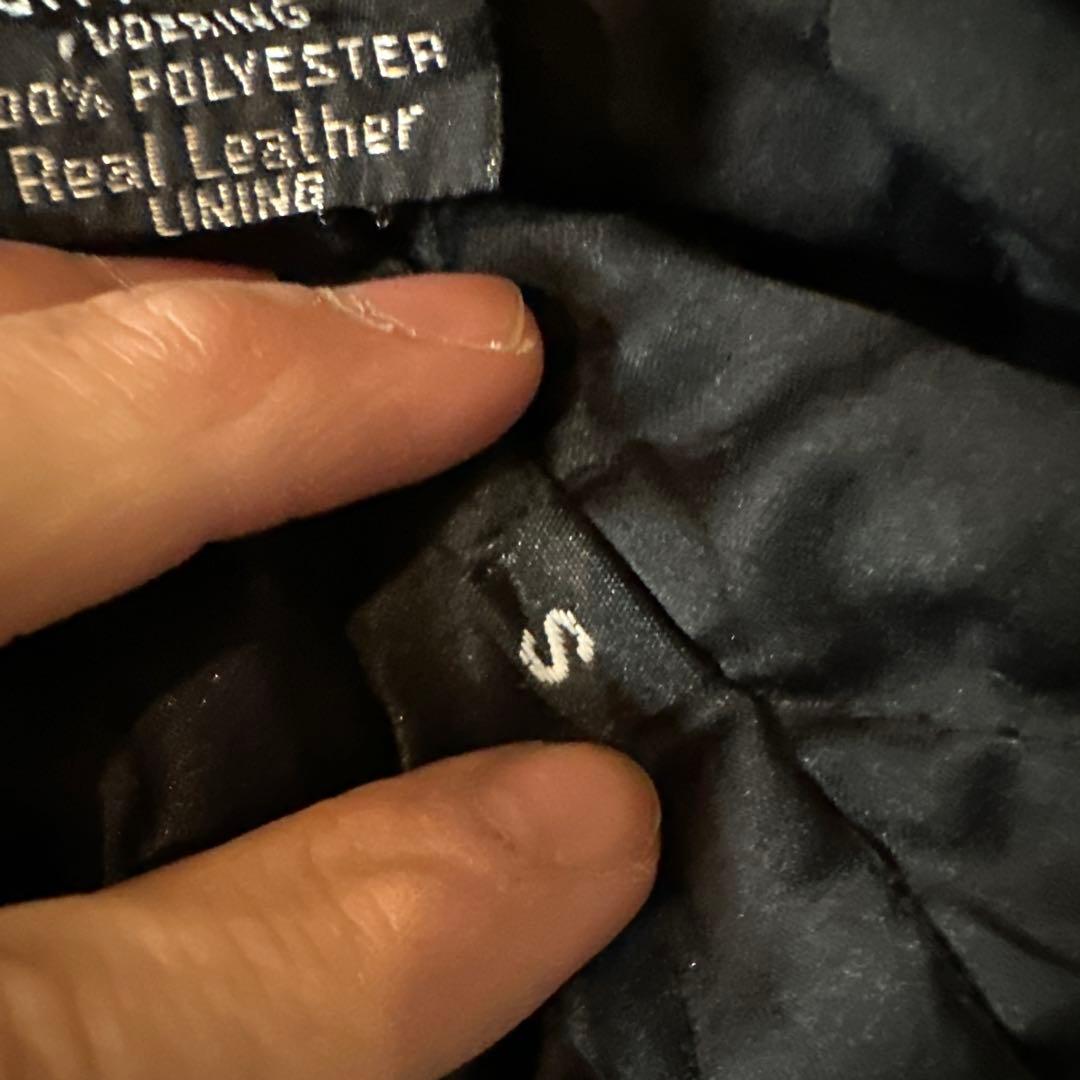 VOERING
00% POLYESTER
Real Leather
LINING
S